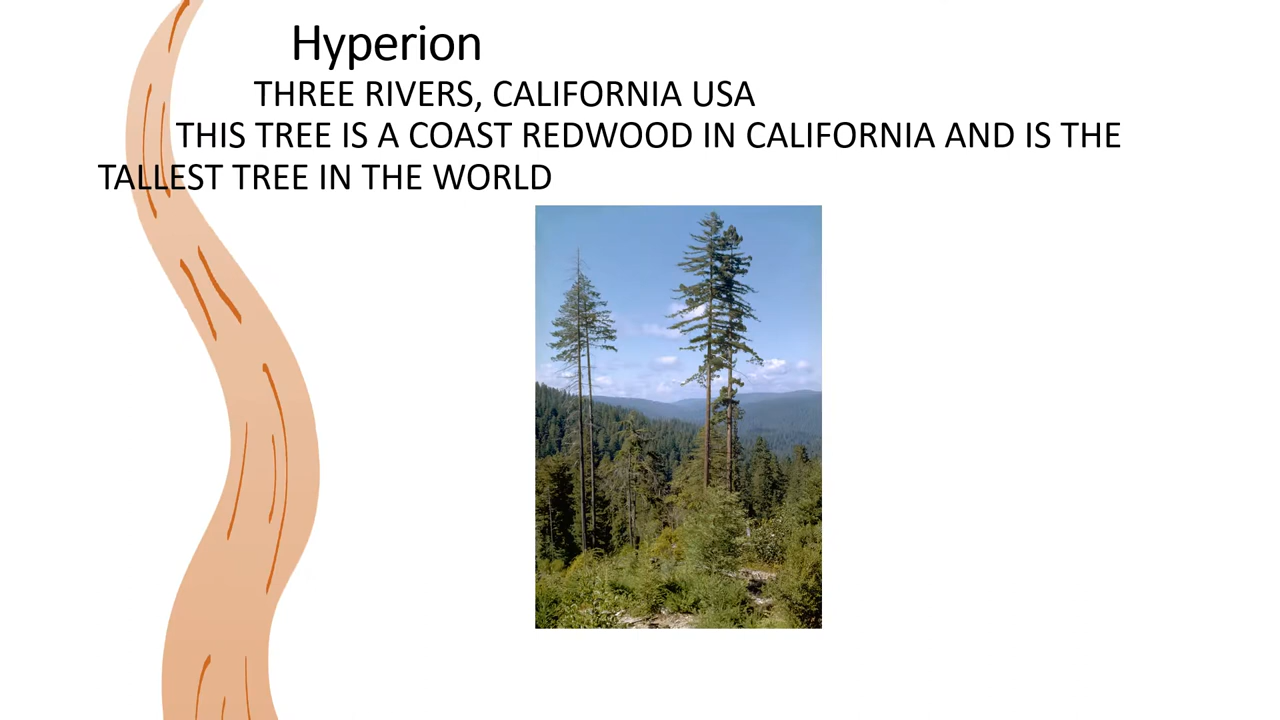 Hyperion
THREE RIVERS, CALIFORNIA USA
THIS TREE IS A COAST REDWOOD IN CALIFORNIA AND IS THE
TALLEST TREE IN THE WORLD